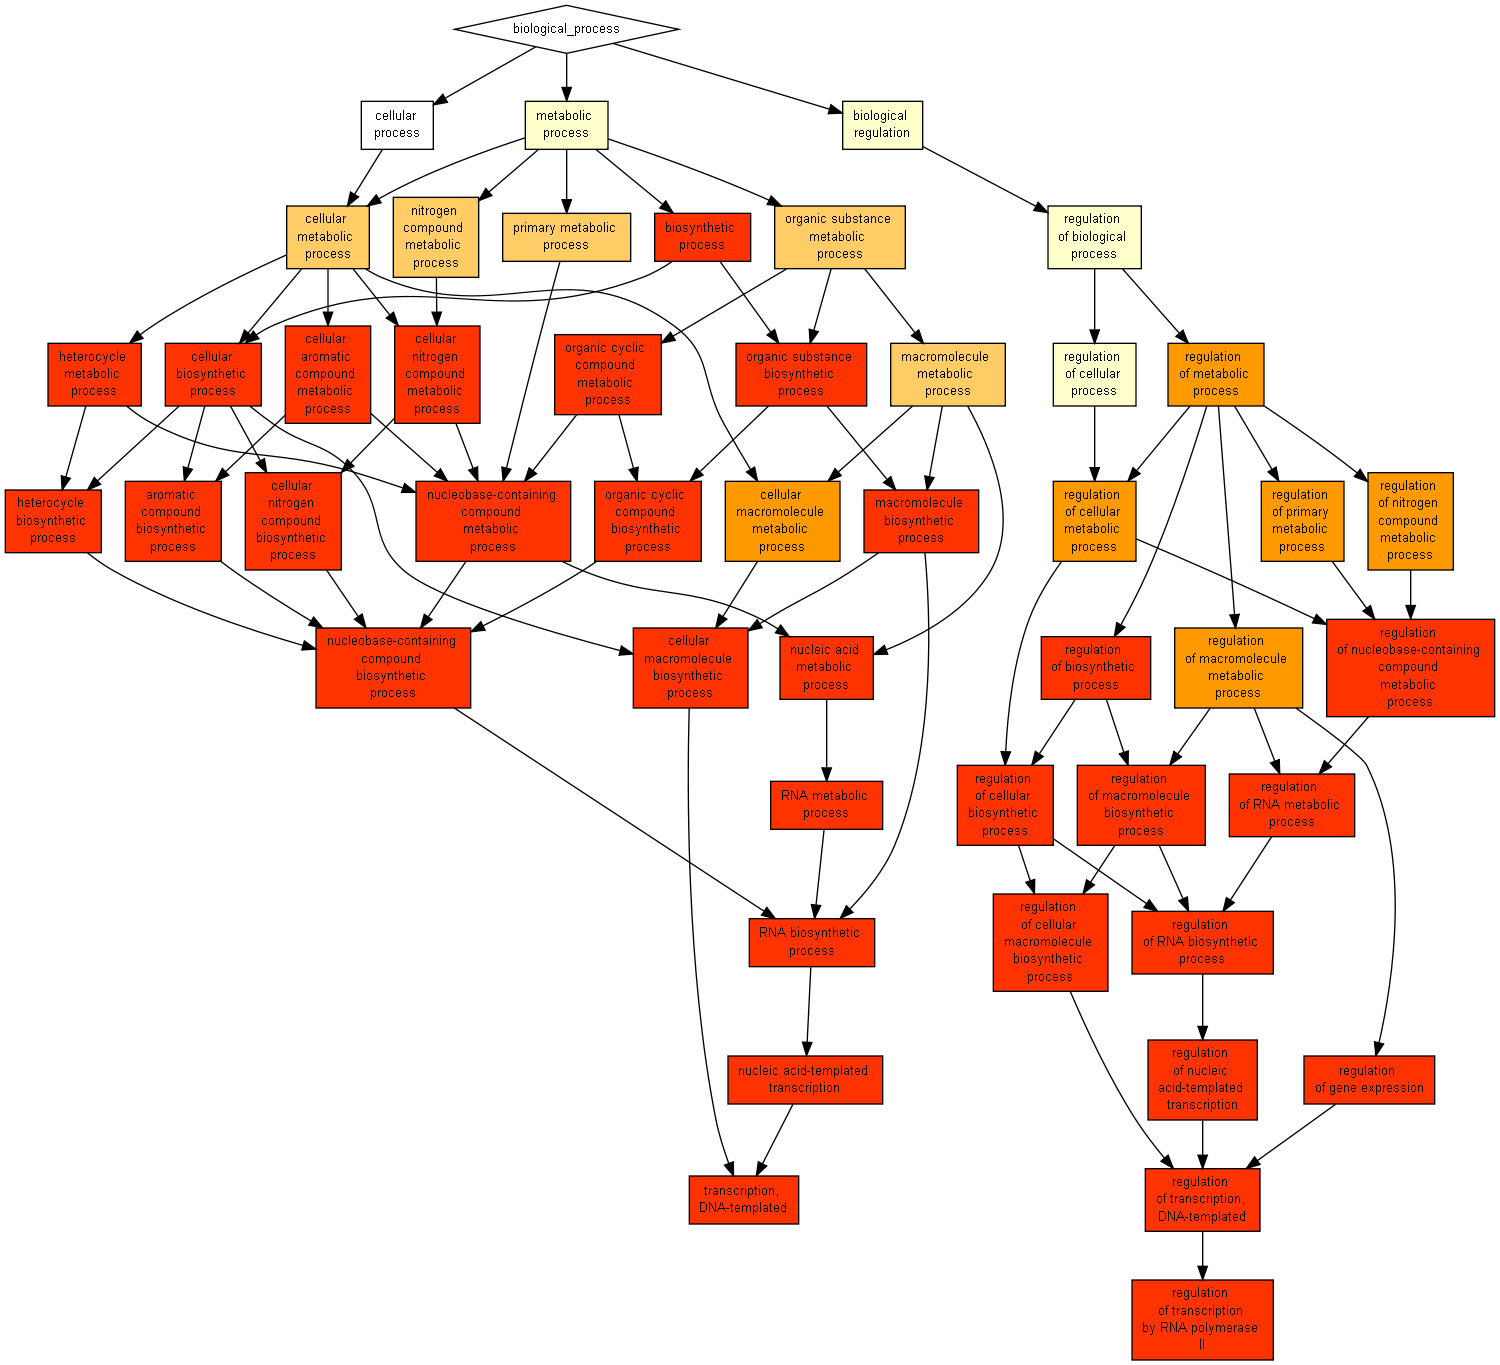 biological_process
cellular
process
metabolic
process
biological
regulation
cellular
metabolic
process
nitrogen
compound
metabolic
process
primary metabolic
process
biosynthetic
process
organic substance
metabolic
process
regulation
of biological
process
heterocycle
metabolic
process
cellular
biosynthetic
process
cellular
aromatic
compound
metabolic
process
cellular
nitrogen
compound
metabolic
process
organic cyclic
compound
metabolic
process
organic substance
biosynthetic
process
macromolecule
metabolic
process
regulation
of cellular
process
regulation
of metabolic
process
heterocycle
biosynthetic
process
aromatic
compound
biosynthetic
process
cellular
nitrogen
compound
biosynthetic
process
nucleobase-containing
compound
metabolic
process
organic cyclic
compound
biosynthetic
process
cellular
macromolecule
metabolic
process
macromolecule
biosynthetic
process
regulation
of cellular
metabolic
process
regulation
of primary
metabolic
process
regulation
of nitrogen
compound
metabolic
process
nucleobase-containing
compound
biosynthetic
process
cellular
macromolecule
biosynthetic
process
nucleic acid
metabolic
process
regulation
of biosynthetic
process
regulation
of macromolecule
metabolic
process
regulation
of nucleobase-containing
compound
metabolic
process
RNA metabolic
process
regulation
of cellular
biosynthetic
process
regulation
of macromolecule
biosynthetic
process
regulation
of RNA metabolic
process
RNA biosynthetic
process
regulation
of cellular
macromolecule
biosynthetic
process
regulation
of RNA biosynthetic
process
nucleic acid-templated
transcription
regulation
of nucleic
acid-templated
transcription
regulation
of gene expression
transcription,
DNA-templated
regulation
of transcription,
DNA-templated
regulation
of transcription
by RNA polymerase
II